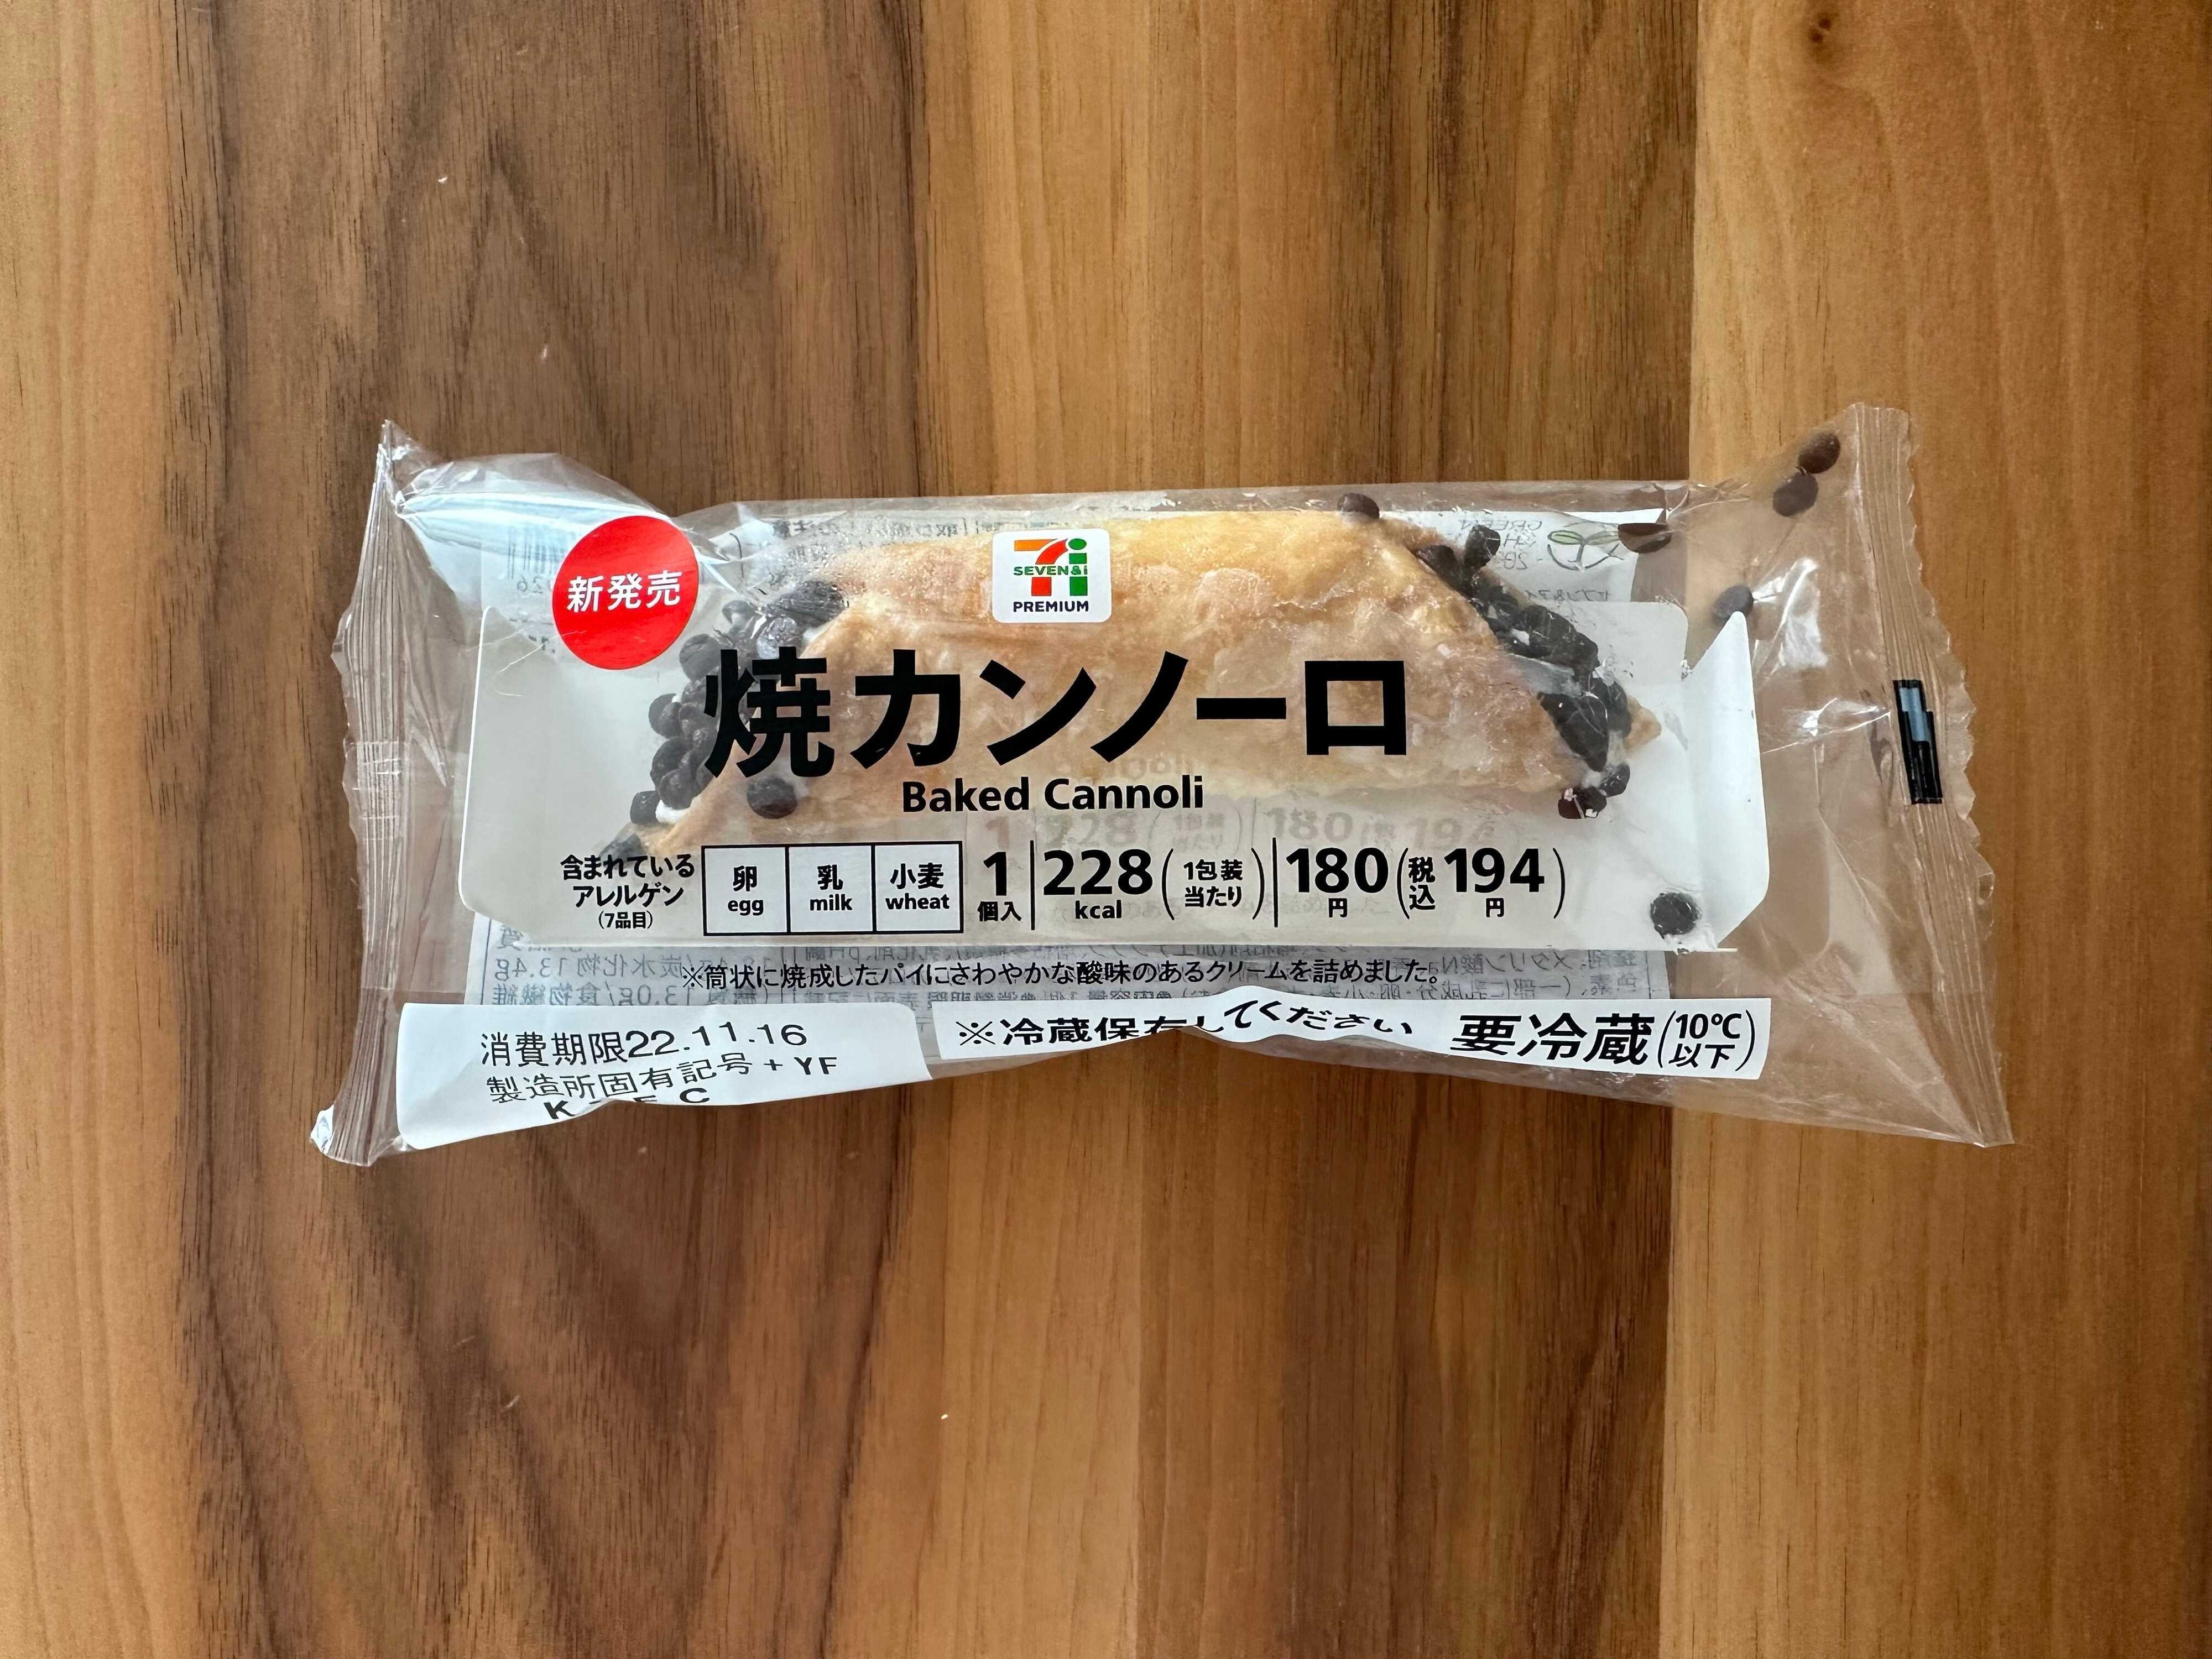 新発売
SEVEN&i
PREMIUM
焼カンノーロ
Baked Cannoli
含まれている
アレルゲン
(7品目)
卵
egg
乳
milk
小麦
wheat
1
個入
228
kcal
(1包装
当たり)
180
円
(税
込
194
円)
※筒状に焼成したパイにさわやかな酸味のあるクリームを詰めました。
消費期限22.11.16
製造所固有記号+YF
※冷蔵保存してください
要冷蔵(10℃
以下)